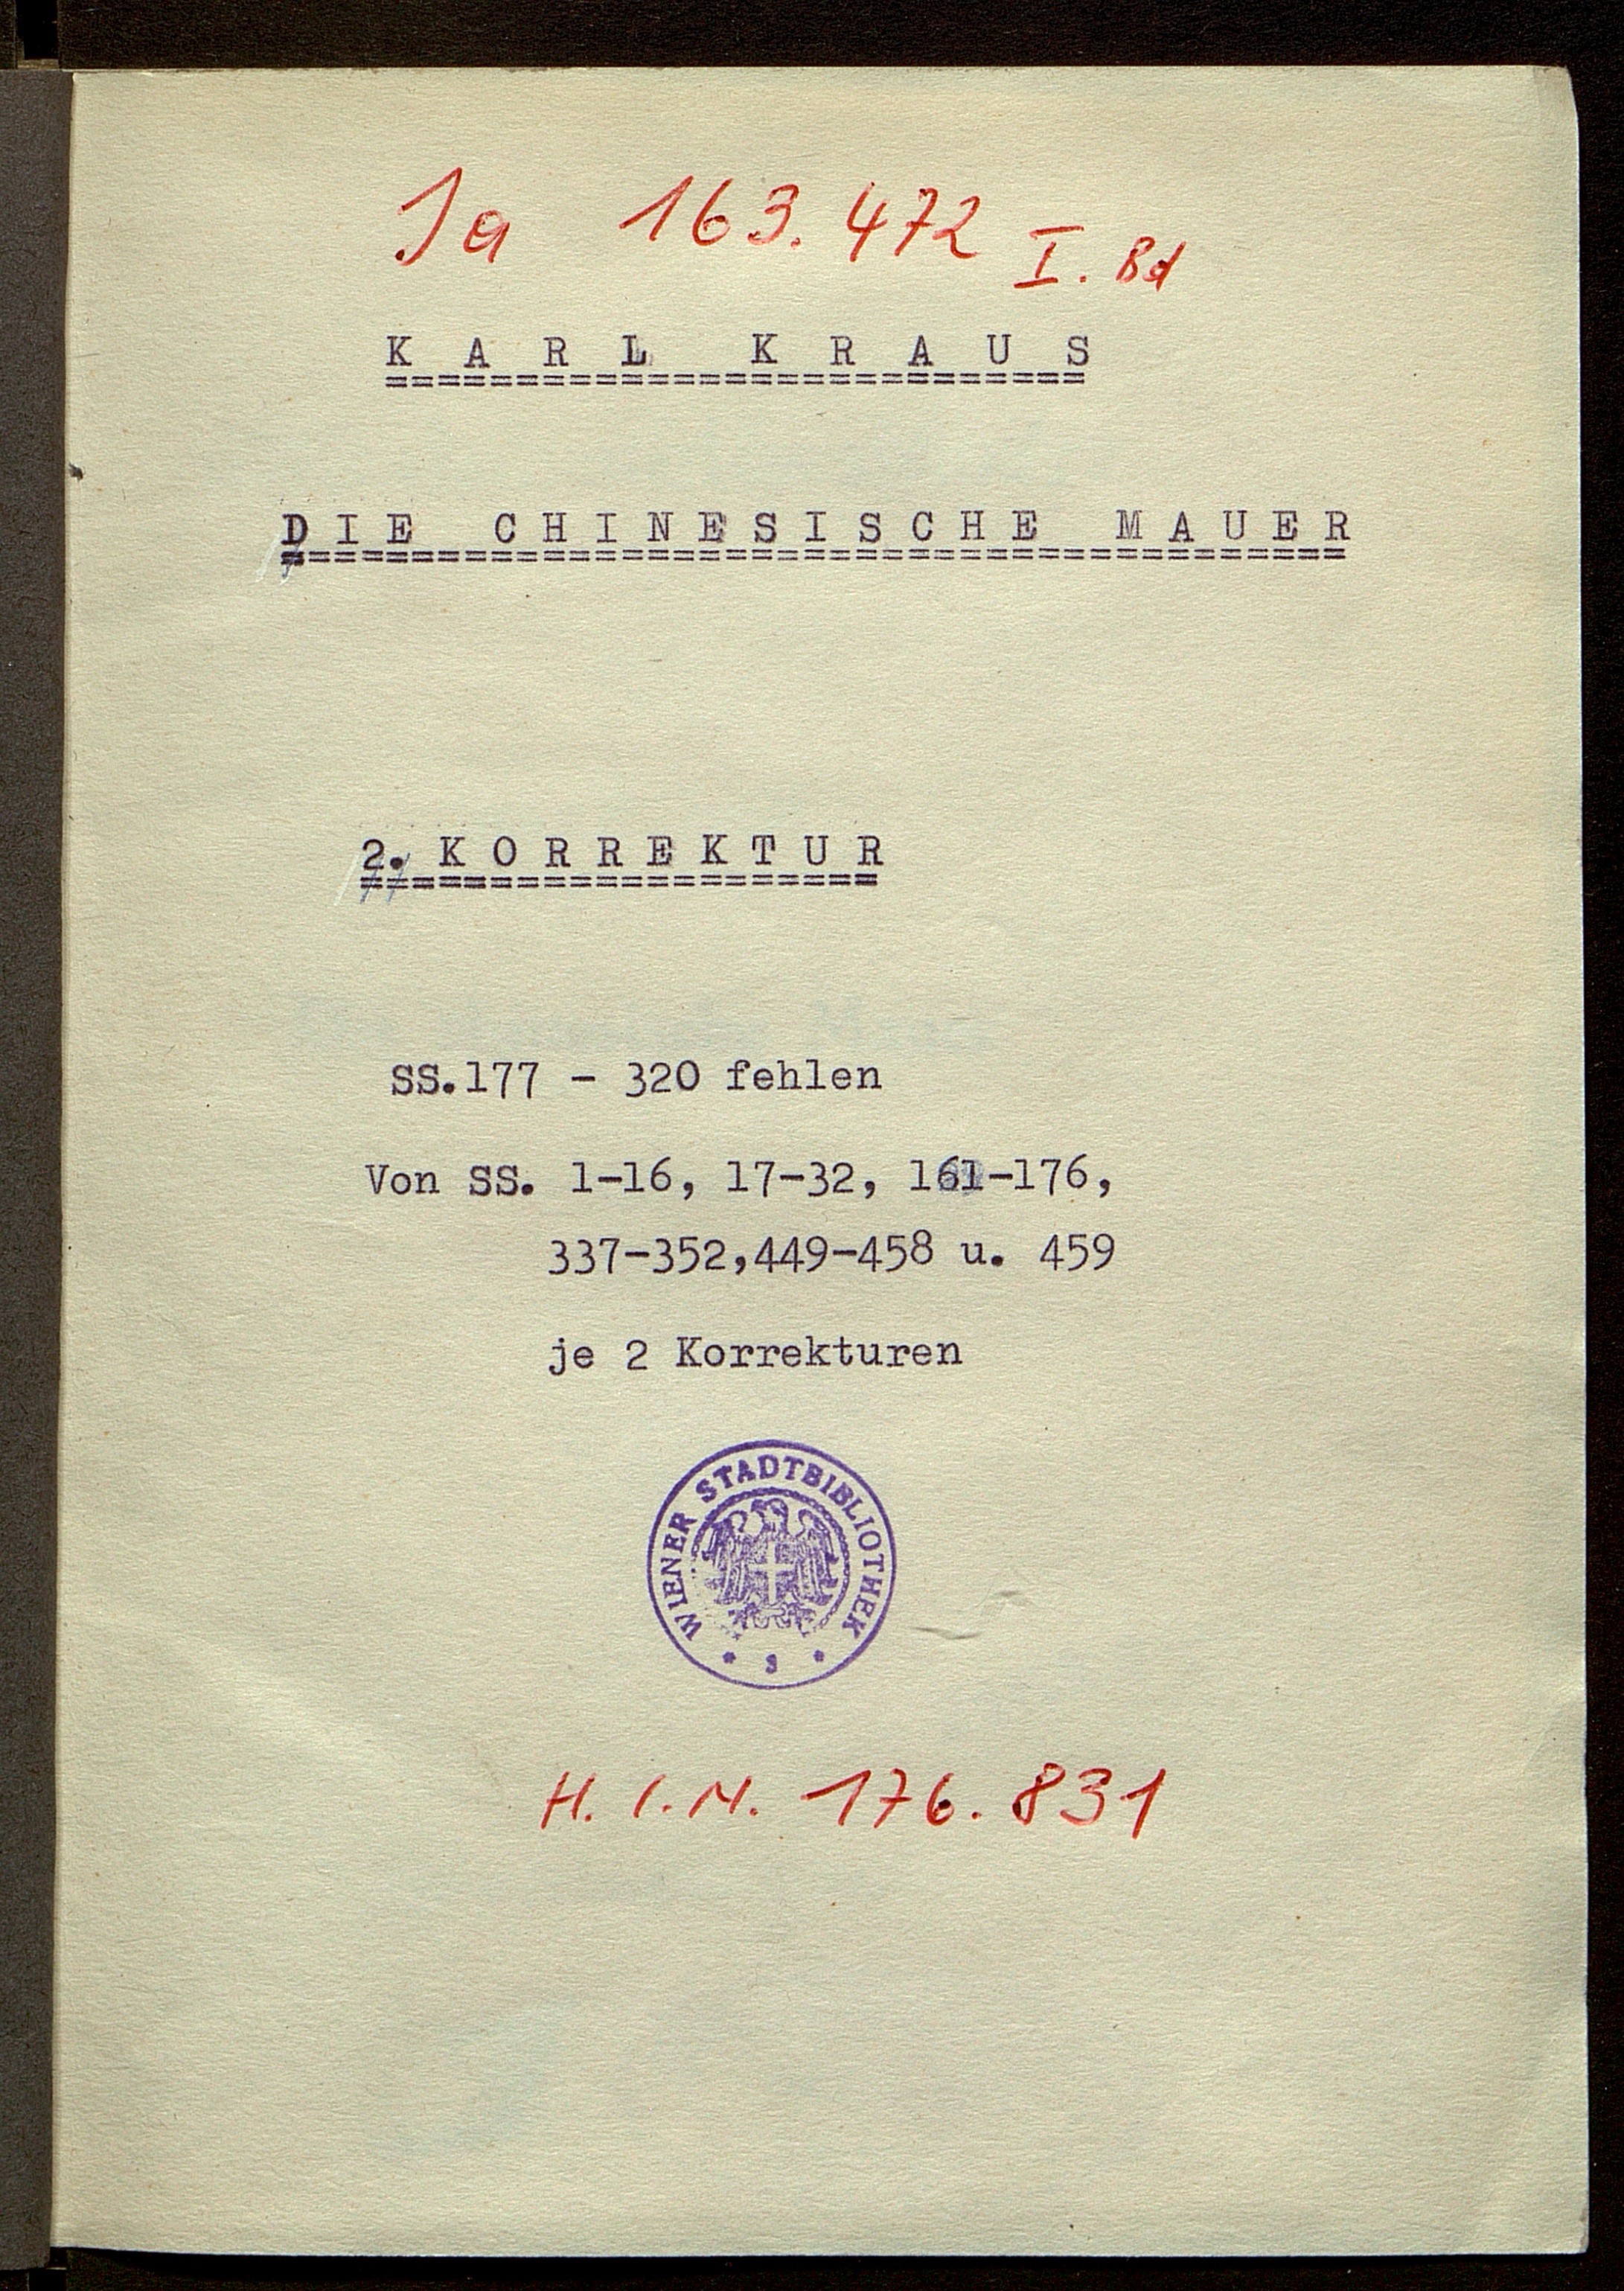 Ja 163.472 I. Bd
KARL KRAUS
DIE CHINESISCHE MAUER
2. KORREKTUR
SS.177 - 320 fehlen
Von SS. 1-16, 17-32, 161-176,
337-352,449-458 u. 459
je 2 Korrekturen
WIENER STADTBIBLIOTHEK
* S *
H.I.N. 176.831